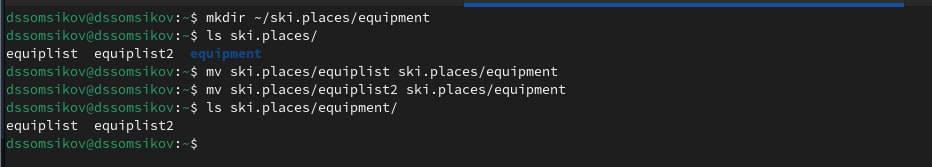 dssomsikov@dssomsikov:~$ mkdir ~/ski.places/equipment
dssomsikov@dssomsikov:~$ ls ski.places/
equiplist  equiplist2  equipment
dssomsikov@dssomsikov:~$ mv ski.places/equiplist ski.places/equipment
dssomsikov@dssomsikov:~$ mv ski.places/equiplist2 ski.places/equipment
dssomsikov@dssomsikov:~$ ls ski.places/equipment/
equiplist  equiplist2
dssomsikov@dssomsikov:~$